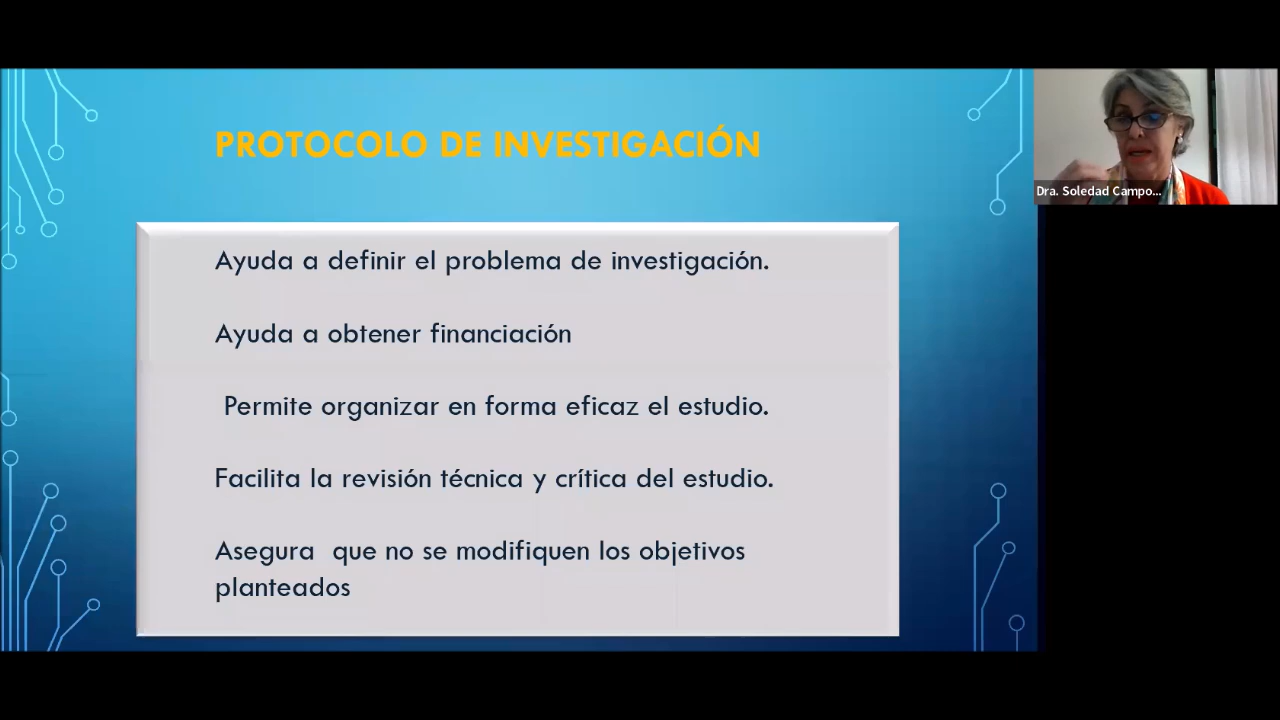 PROTOCOLO DE INVESTIGACIÓN
Dra. Soledad Campo...
Ayuda a definir el problema de investigación.
Ayuda a obtener financiación
Permite organizar en forma eficaz el estudio.
Facilita la revisión técnica y crítica del estudio.
Asegura que no se modifiquen los objetivos
planteados